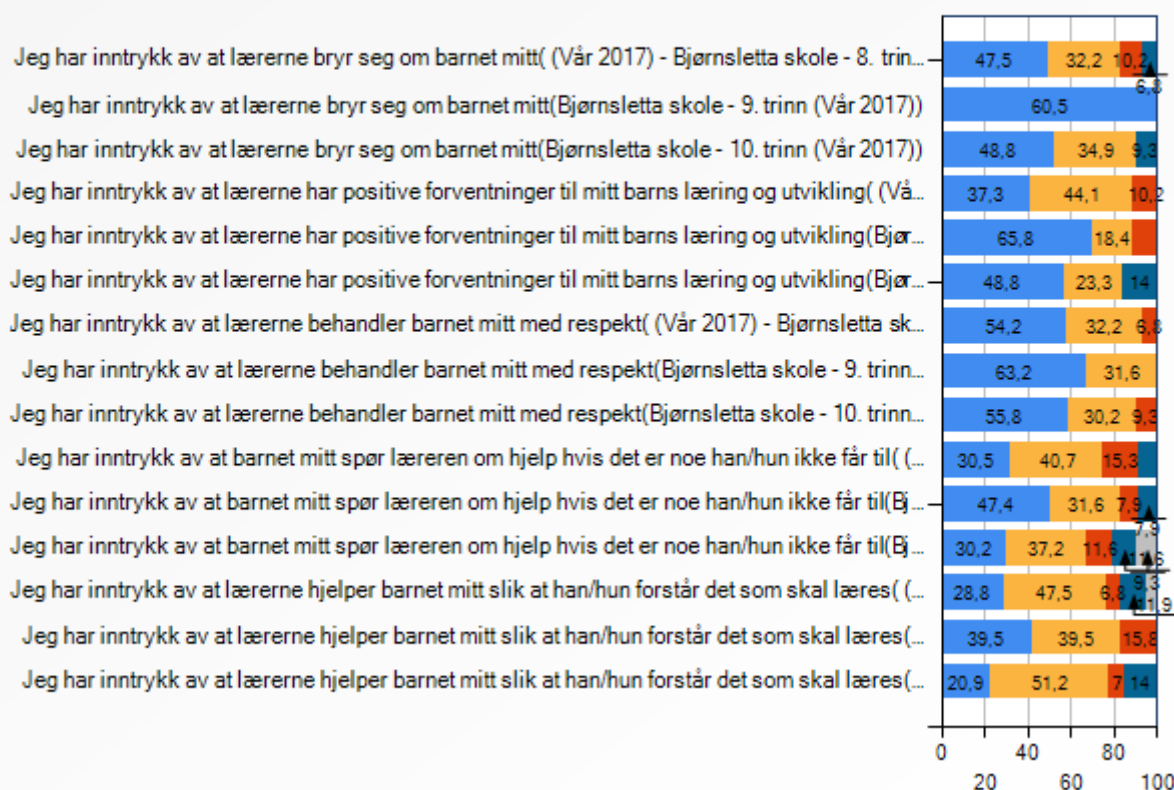 Jeg har inntrykk av at lærerne bryr seg om barnet mitt( (Vår 2017) - Bjørnsletta skole - 8. trin... 47,5 32,2 10,2 6,8
Jeg har inntrykk av at lærerne bryr seg om barnet mitt(Bjørnsletta skole - 9. trinn (Vår 2017)) 60,5
Jeg har inntrykk av at lærerne bryr seg om barnet mitt(Bjørnsletta skole - 10. trinn (Vår 2017)) 48,8 34,9 9,3
Jeg har inntrykk av at lærerne har positive forventninger til mitt barns læring og utvikling( (Vå... 37,3 44,1 10,2
Jeg har inntrykk av at lærerne har positive forventninger til mitt barns læring og utvikling(Bjør... 65,8 18,4
Jeg har inntrykk av at lærerne har positive forventninger til mitt barns læring og utvikling(Bjør... 48,8 23,3 14
Jeg har inntrykk av at lærerne behandler barnet mitt med respekt( (Vår 2017) - Bjørnsletta sk... 54,2 32,2 6,8
Jeg har inntrykk av at lærerne behandler barnet mitt med respekt(Bjørnsletta skole - 9. trinn... 63,2 31,6
Jeg har inntrykk av at lærerne behandler barnet mitt med respekt(Bjørnsletta skole - 10. trinn... 55,8 30,2 9,3
Jeg har inntrykk av at barnet mitt spør læreren om hjelp hvis det er noe han/hun ikke får til( (... 30,5 40,7 15,3
Jeg har inntrykk av at barnet mitt spør læreren om hjelp hvis det er noe han/hun ikke får til(Bj... 47,4 31,6 7,9 7,9
Jeg har inntrykk av at barnet mitt spør læreren om hjelp hvis det er noe han/hun ikke får til(Bj... 30,2 37,2 11,6 11,6 9,3
Jeg har inntrykk av at lærerne hjelper barnet mitt slik at han/hun forstår det som skal læres( (... 28,8 47,5 6,8 11,9
Jeg har inntrykk av at lærerne hjelper barnet mitt slik at han/hun forstår det som skal læres(... 39,5 39,5 15,8
Jeg har inntrykk av at lærerne hjelper barnet mitt slik at han/hun forstår det som skal læres(... 20,9 51,2 7 14
0 40 80
20 60 100